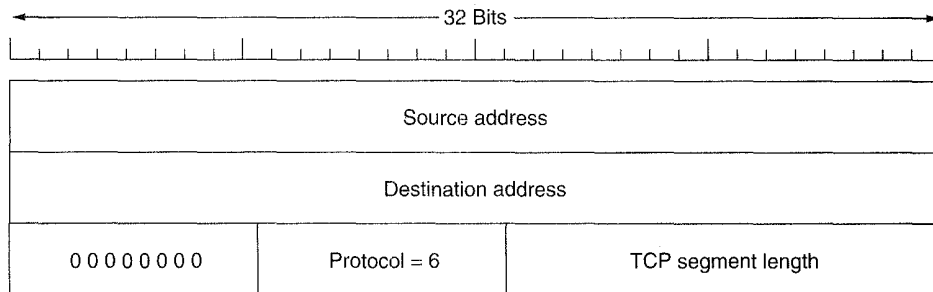 32 Bits
Source address
Destination address
0 0 0 0 0 0 0 0
Protocol = 6
TCP segment length